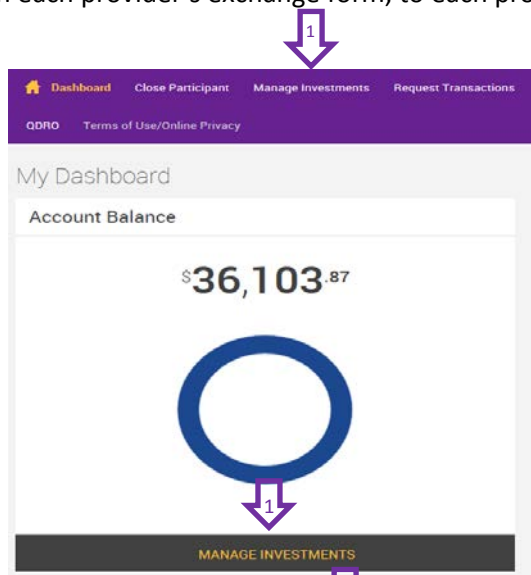 each provider's exchange form, to each pro
1
Dashboard Close Participant Manage Investments Request Transactions
QDRO Terms of Use/Online Privacy
My Dashboard
Account Balance
$36,103.87
1
MANAGE INVESTMENTS